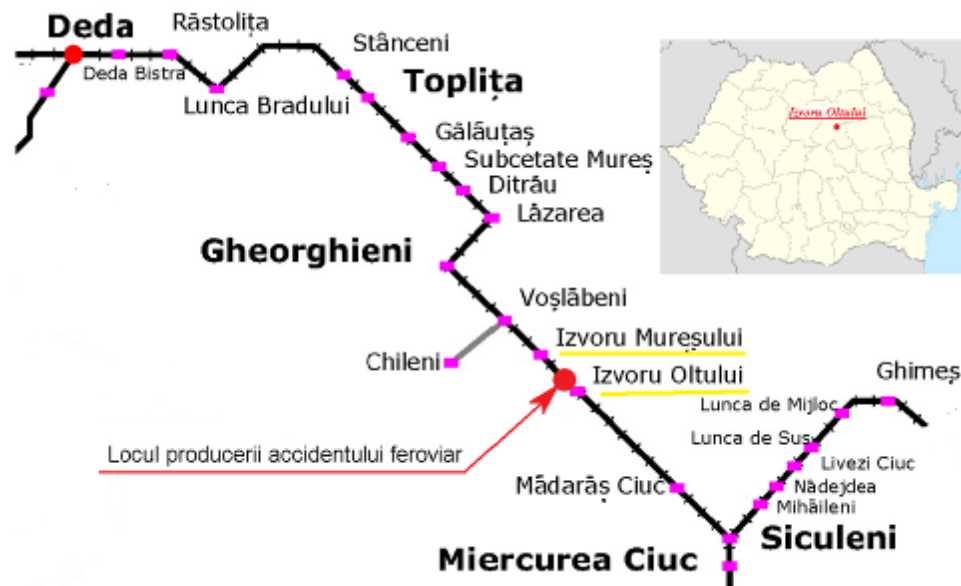 Deda
Răstolița
Deda Bistra
Lunca Bradului
Stânceni
Toplița
Gălăuțaș
Subcetate Mureș
Ditrău
Lăzarea
Gheorghieni
Voșlăbeni
Izvoru Mureșului
Chileni
Izvoru Oltului
Locul producerii accidentului feroviar
Ghimeș
Lunca de Mijloc
Lunca de Sus
Livezi Ciuc
Nădejdea
Mihăileni
Mădărăș Ciuc
Siculeni
Miercurea Ciuc
Izvoru Oltului